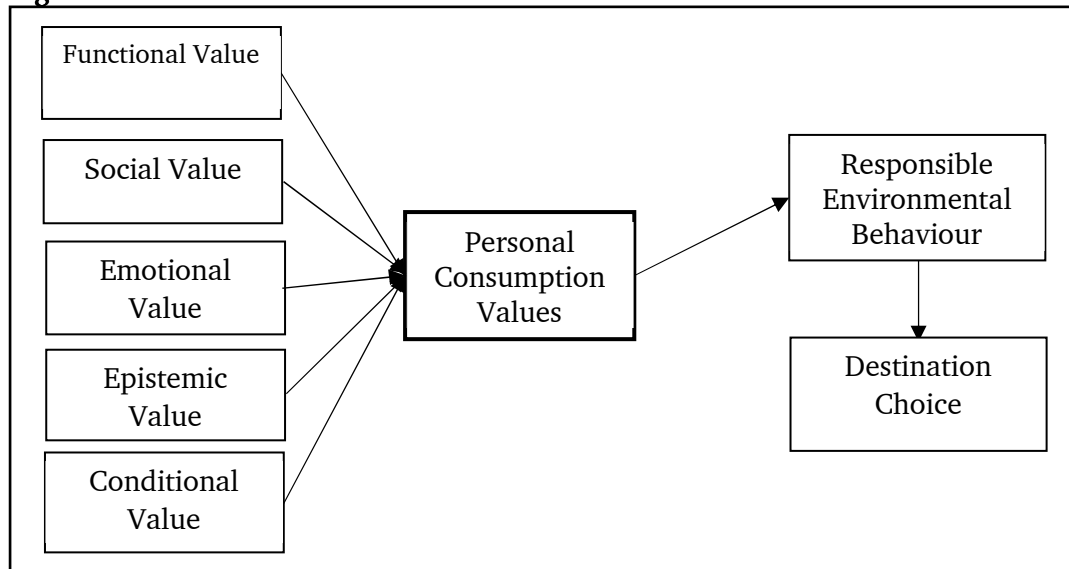 Functional Value
Social Value
Emotional
Value
Epistemic
Value
Conditional
Value
Personal
Consumption
Values
Responsible
Environmental
Behaviour
Destination
Choice